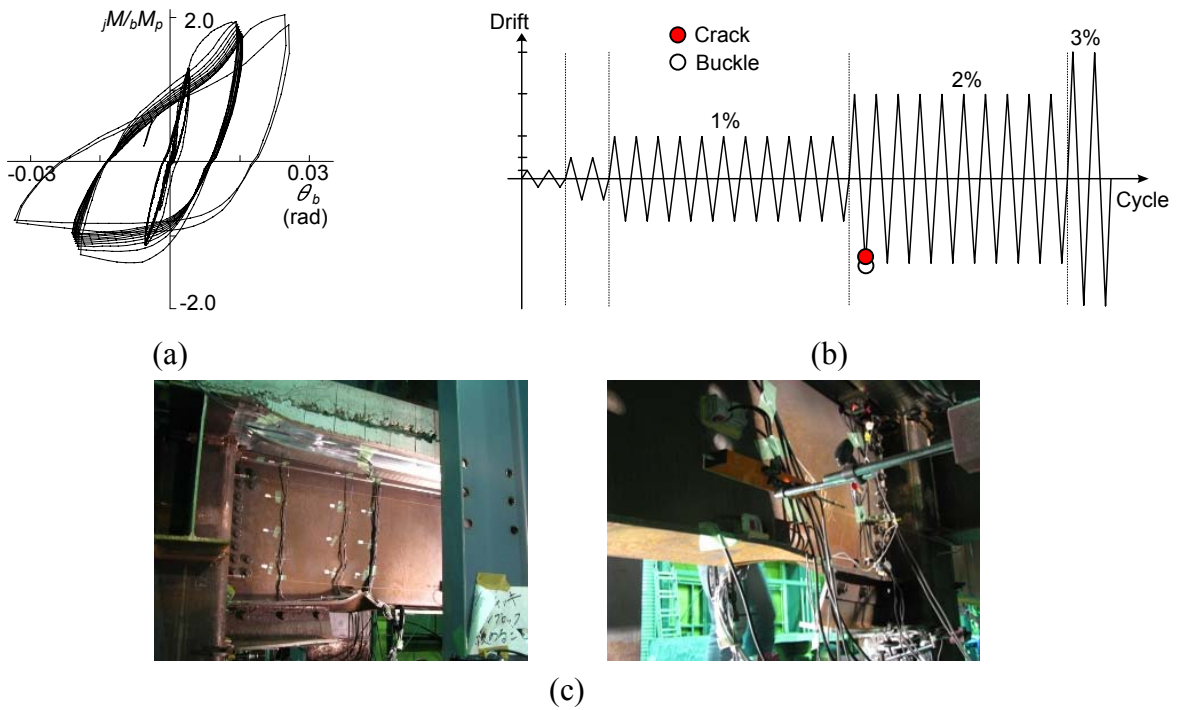 jM/bMp
2.0
-0.03
0.03
θb
(rad)
-2.0
(a)
Drift
Crack
Buckle
1%
2%
3%
Cycle
(b)
(c)